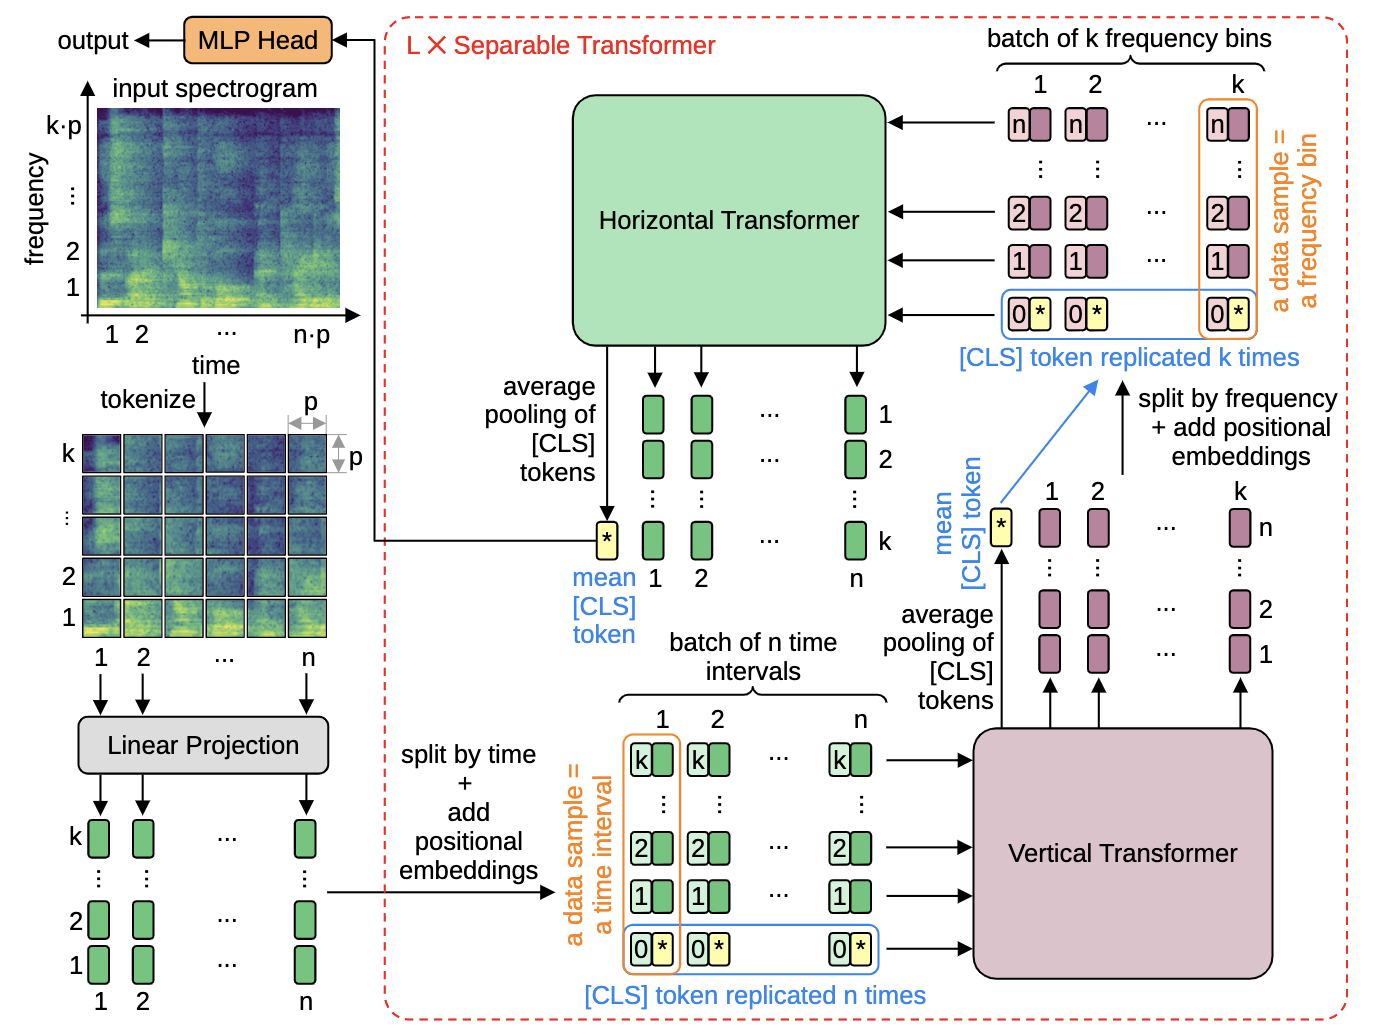 output
MLP Head
input spectrogram
k·p
⋮
2
1
frequency
1 2 ... n·p
time
tokenize
p
p
k
⋮
2
1
1 2 ... n
Linear Projection
k ...
⋮ ⋮ ⋮
2 ...
1 ...
1 2 n
L × Separable Transformer
batch of k frequency bins
1 2 k
n n ... n
⋮ ⋮ ⋮
2 2 ... 2
1 1 ... 1
0 * 0 * 0 *
a data sample =
a frequency bin
[CLS] token replicated k times
Horizontal Transformer
average
pooling of
[CLS]
tokens
... 1
... 2
⋮ ⋮ ⋮
* ... k
1 2 n
mean
[CLS]
token
split by frequency
+ add positional
embeddings
mean
[CLS] token
1 2 k
* ... n
⋮ ⋮ ⋮
... 2
... 1
average
pooling of
[CLS]
tokens
Vertical Transformer
batch of n time
intervals
1 2 n
k k ... k
⋮ ⋮ ⋮
2 2 ... 2
1 1 ... 1
0 * 0 * 0 *
a data sample =
a time interval
[CLS] token replicated n times
split by time
+
add
positional
embeddings